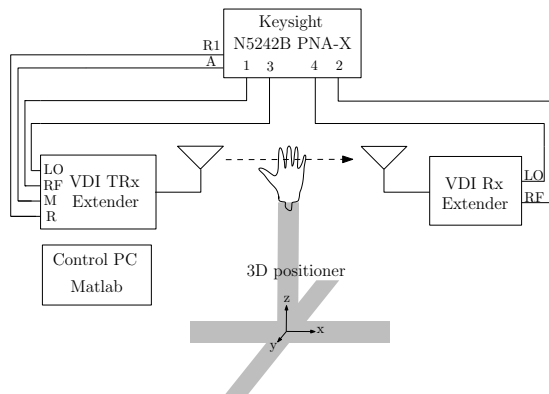 Keysight
N5242B PNA-X
R1
A
1 3 4 2
LO
RF
M
R
VDI TRx
Extender
VDI Rx
Extender
LO
RF
Control PC
Matlab
3D positioner
z
x
y